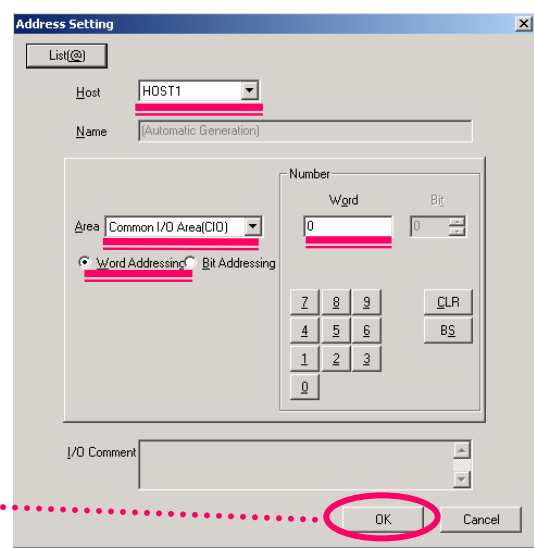 Address Setting
List(@)
Host HOST1
Name (Automatic Generation)
Number
Word Bit
Area Common I/O Area(CIO) 0 0
Word Addressing Bit Addressing
7 8 9 CLR
4 5 6 BS
1 2 3
0
I/O Comment
OK Cancel